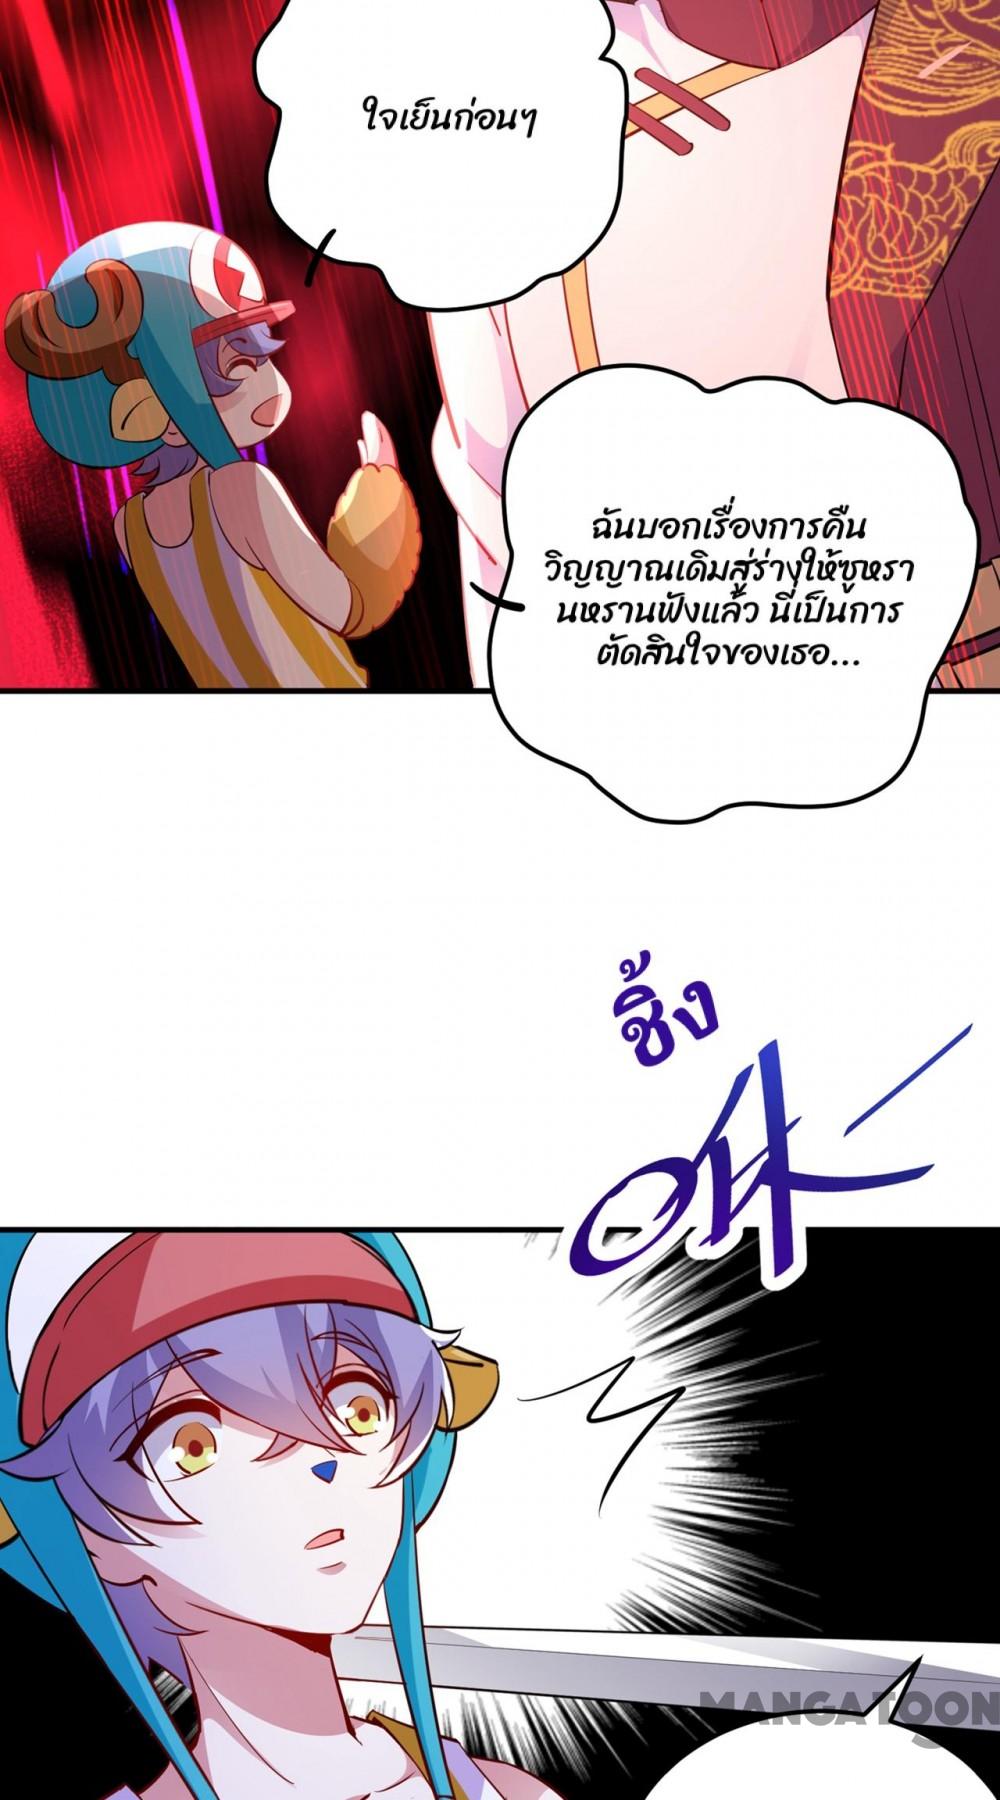 ใจเย็นก่อนๆ
ฉันบอกเรื่องการคืน
วิญญาณเดิมสู่ร่างให้ซูหรา
นหรานฟังแล้ว นี่เป็นการ
ตัดสินใจของเธอ...
ชิ้ง
MANGATOON